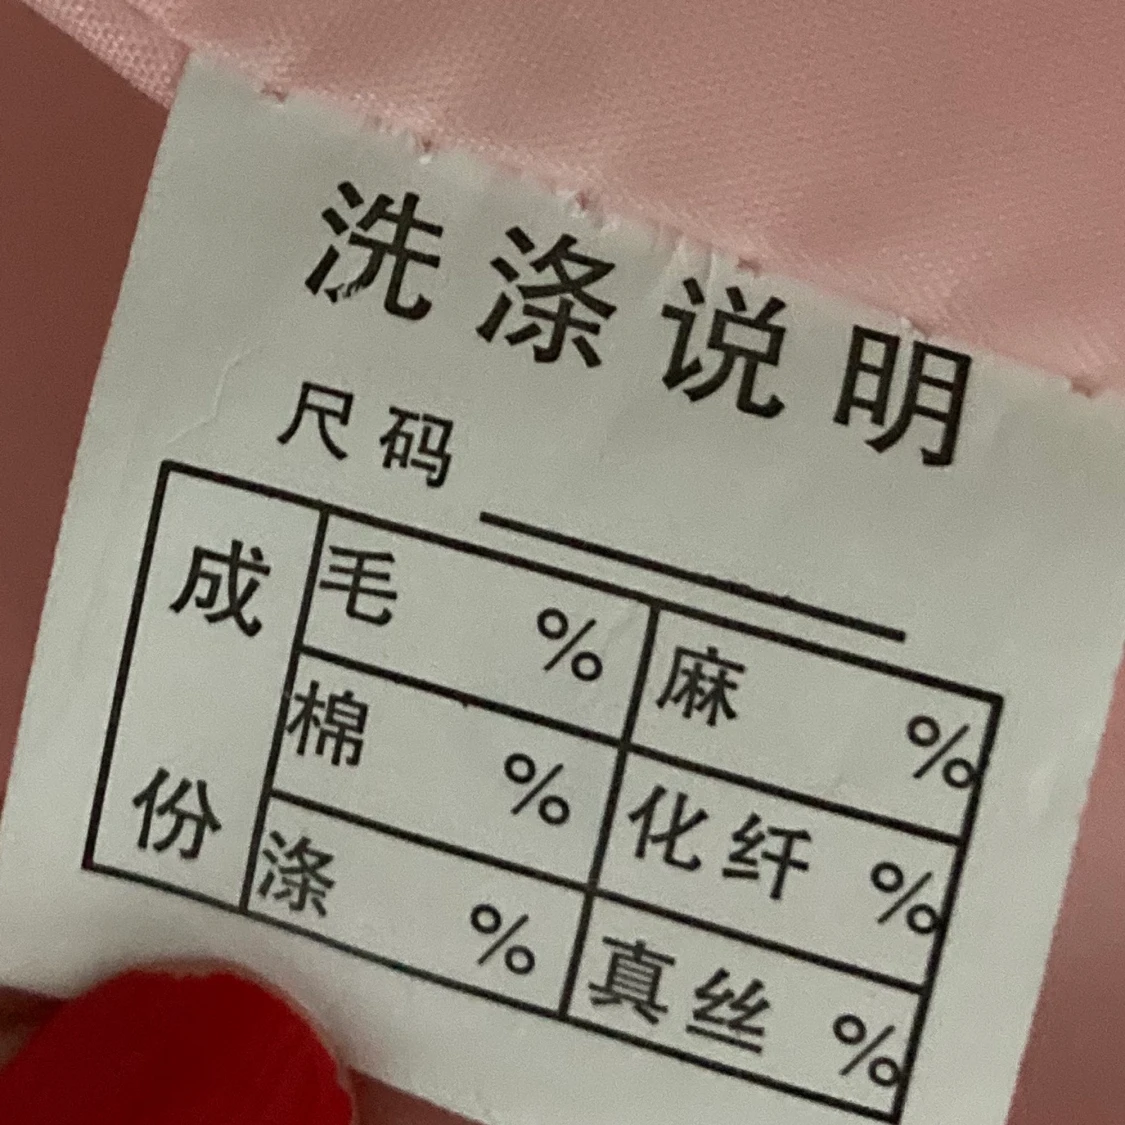 洗涤说明
尺码
成份
毛 % 麻 %
棉 % 化纤 %
涤 % 真丝 %